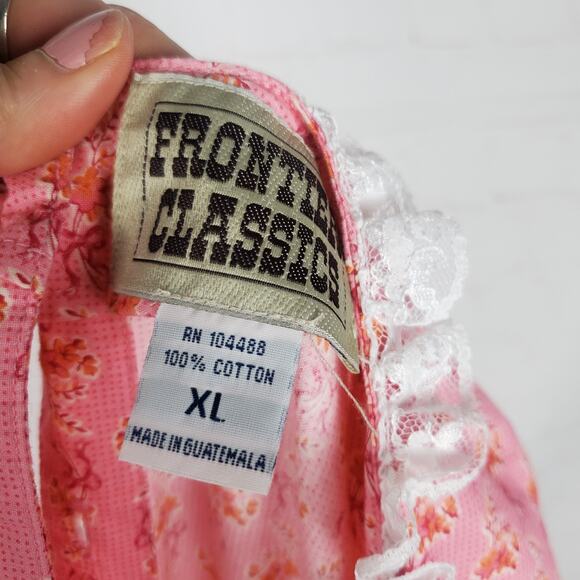 FRONTIER
CLASSICS
RN 104488
100% COTTON
XL
MADE IN GUATEMALA